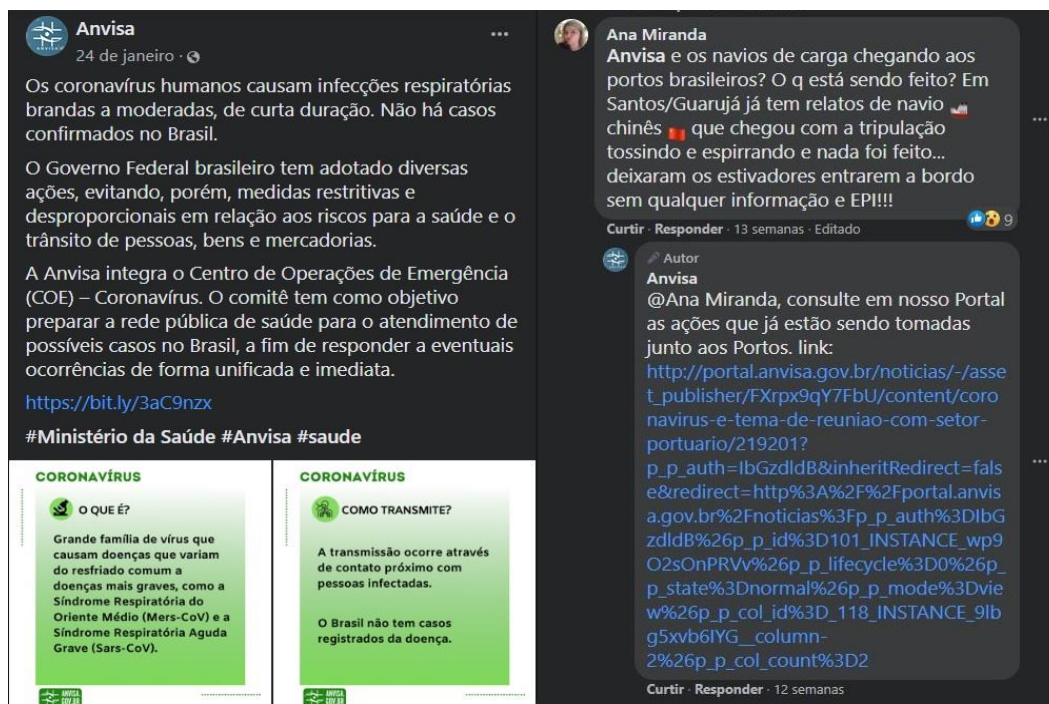 Anvisa
24 de janeiro ·
Os coronavírus humanos causam infecções respiratórias
brandas a moderadas, de curta duração. Não há casos
confirmados no Brasil.
O Governo Federal brasileiro tem adotado diversas
ações, evitando, porém, medidas restritivas e
desproporcionais em relação aos riscos para a saúde e o
trânsito de pessoas, bens e mercadorias.
A Anvisa integra o Centro de Operações de Emergência
(COE) – Coronavírus. O comitê tem como objetivo
preparar a rede pública de saúde para o atendimento de
possíveis casos no Brasil, a fim de responder a eventuais
ocorrências de forma unificada e imediata.
https://bit.ly/3aC9nzx
#Ministério da Saúde #Anvisa #saude
CORONAVÍRUS
O QUE É?
Grande família de vírus que
causam doenças que variam
do resfriado comum a
doenças mais graves, como a
Síndrome Respiratória do
Oriente Médio (Mers-CoV) e a
Síndrome Respiratória Aguda
Grave (Sars-CoV).
ANVISA
GOV.BR
CORONAVÍRUS
COMO TRANSMITE?
A transmissão ocorre através
de contato próximo com
pessoas infectadas.
O Brasil não tem casos
registrados da doença.
ANVISA
GOV.BR
Ana Miranda
Anvisa e os navios de carga chegando aos
portos brasileiros? O q está sendo feito? Em
Santos/Guarujá já tem relatos de navio
chinês que chegou com a tripulação
tossindo e espirrando e nada foi feito...
deixaram os estivadores entrarem a bordo
sem qualquer informação e EPI!!!
9
Curtir · Responder · 13 semanas · Editado
Autor
Anvisa
@Ana Miranda, consulte em nosso Portal
as ações que já estão sendo tomadas
junto aos Portos. link:
http://portal.anvisa.gov.br/noticias/-/asse
t_publisher/FXrpx9qY7FbU/content/coro
navirus-e-tema-de-reuniao-com-setor-
portuario/219201?
p_p_auth=IbGzdldB&inheritRedirect=fals
e&redirect=http%3A%2F%2Fportal.anvis
a.gov.br%2Fnoticias%3Fp_p_auth%3DIbG
zdldB%26p_p_id%3D101_INSTANCE_wp9
O2sOnPRVv%26p_p_lifecycle%3D0%26p_
p_state%3Dnormal%26p_p_mode%3Dvie
w%26p_p_col_id%3D_118_INSTANCE_9Ib
g5xvb6IYG__column-
2%26p_p_col_count%3D2
Curtir · Responder · 12 semanas